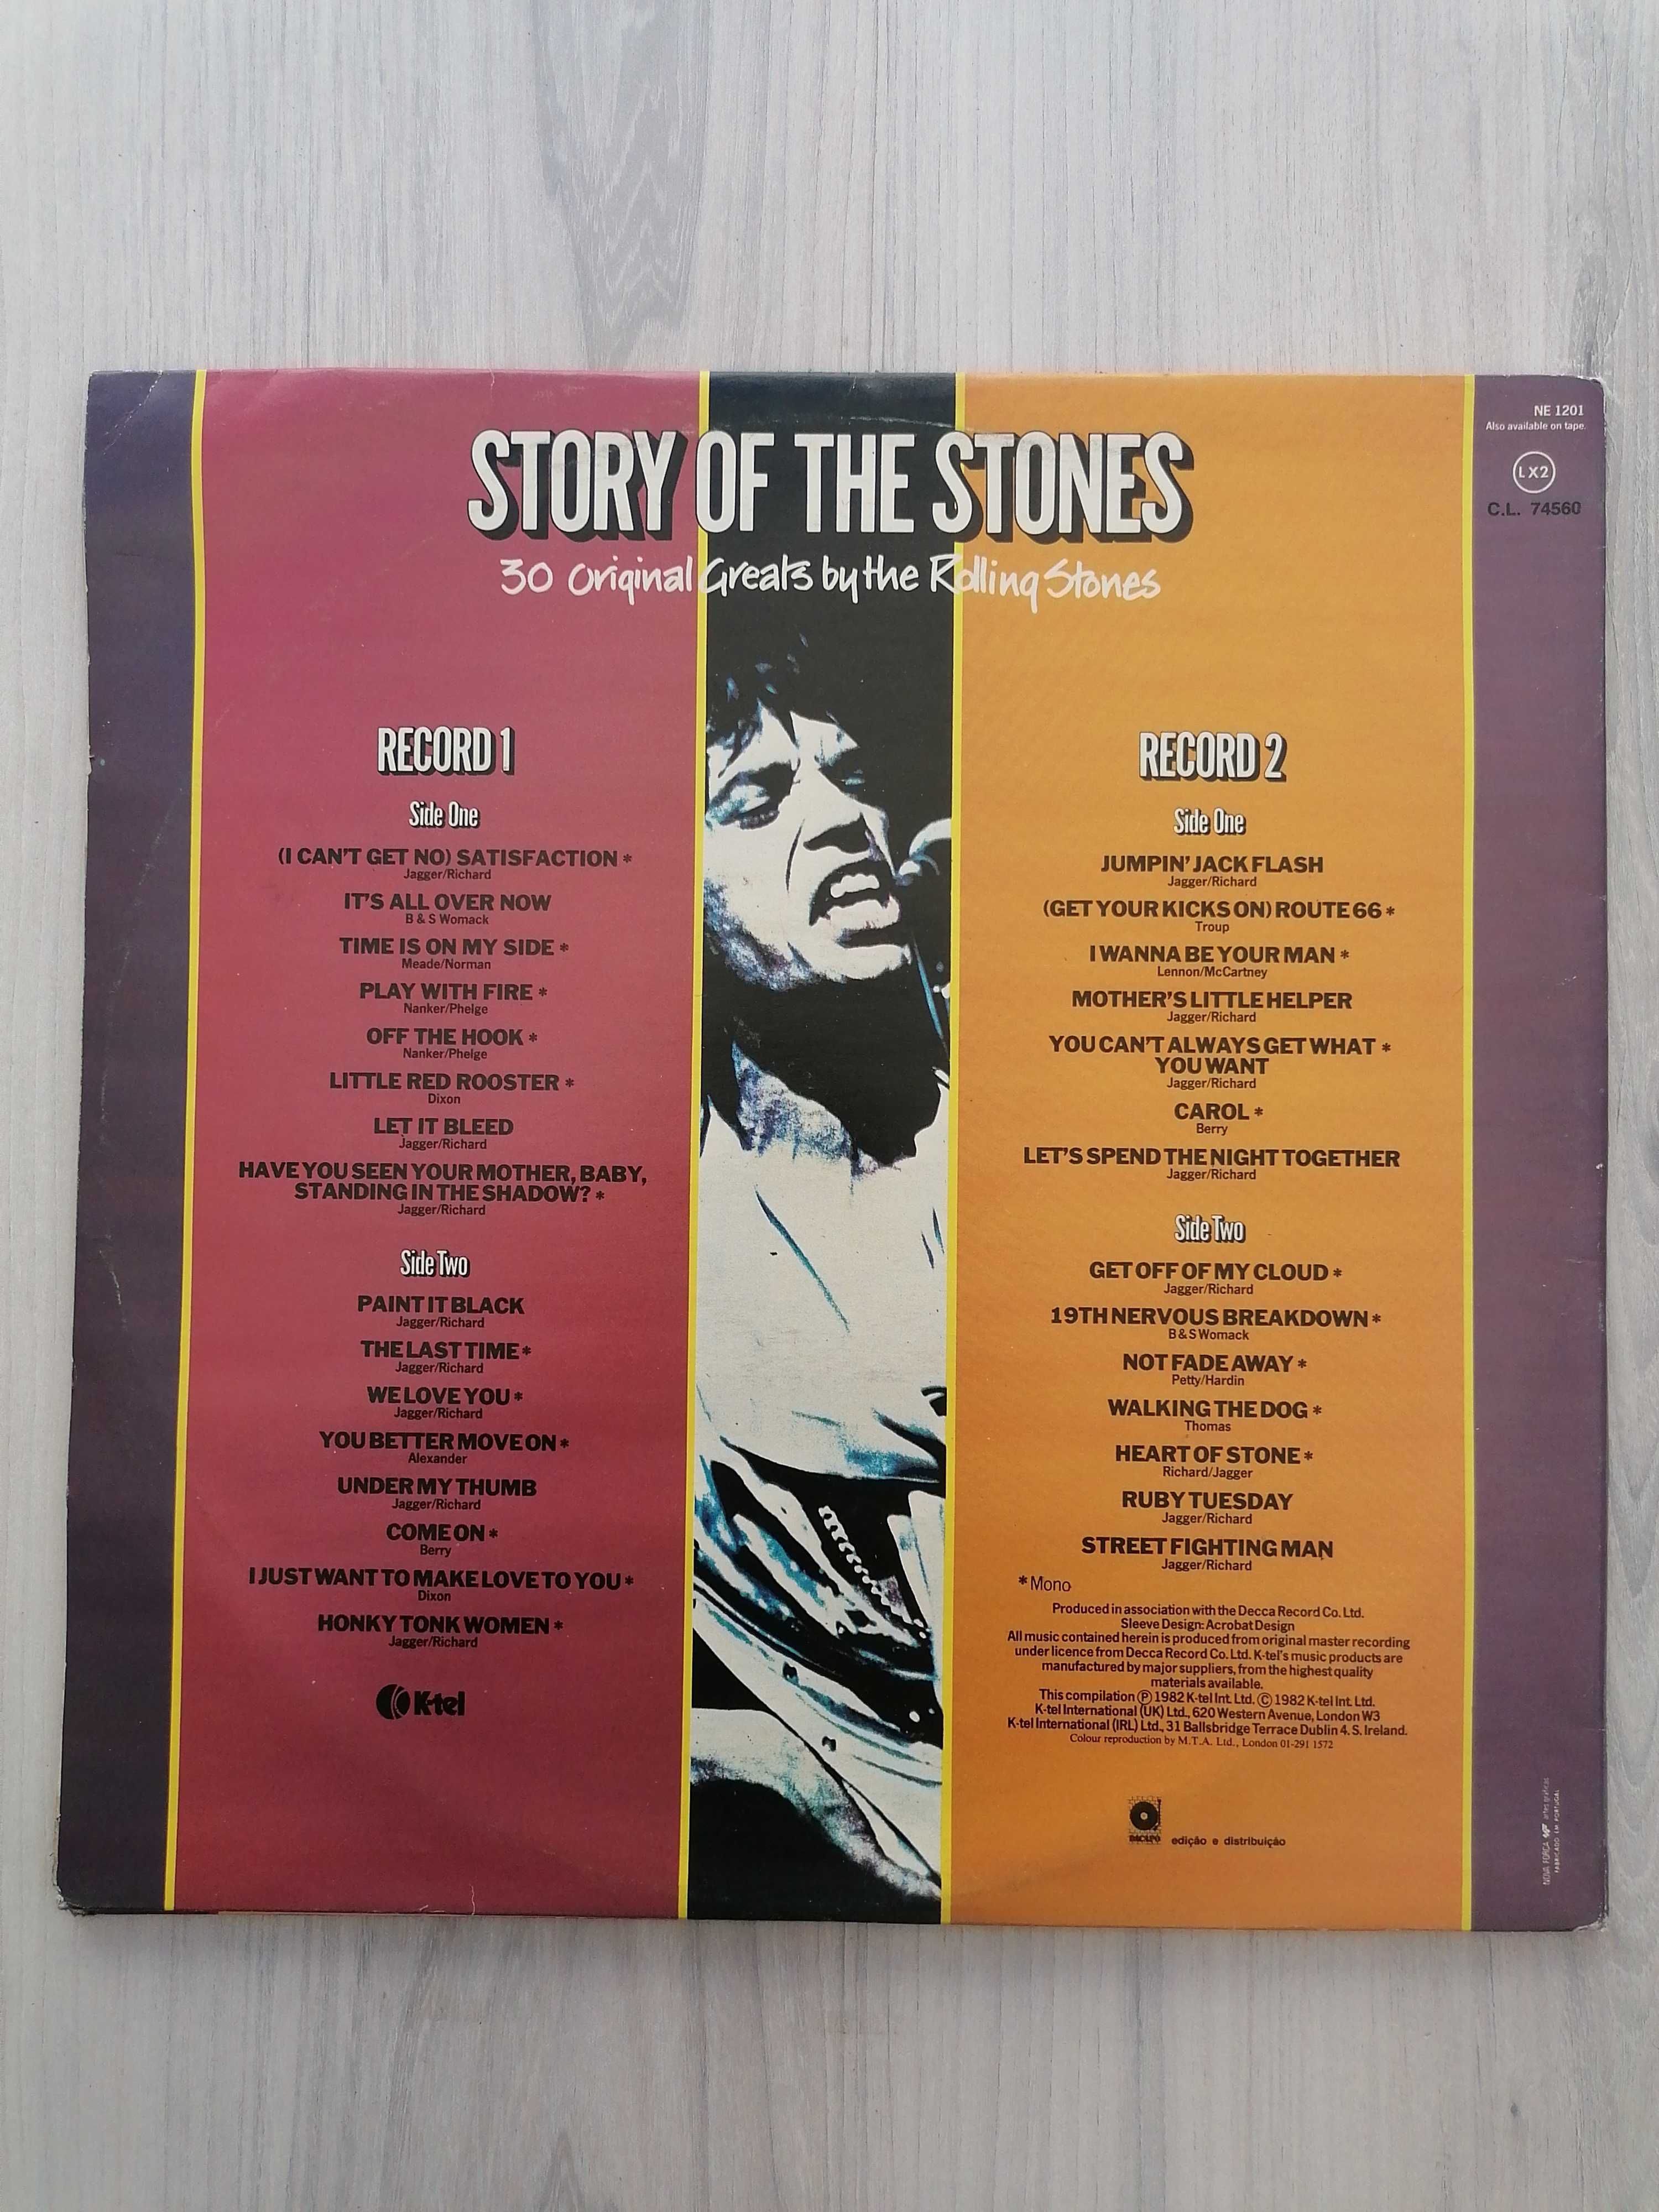 NE 1201
Also available on tape.
LX2
C.L. 74560
STORY OF THE STONES
30 Original Greats by the Rolling Stones
RECORD 1
Side One
(I CAN'T GET NO) SATISFACTION *
Jagger/Richard
IT'S ALL OVER NOW
B & S Womack
TIME IS ON MY SIDE *
Meade/Norman
PLAY WITH FIRE *
Nanker/Phelge
OFF THE HOOK *
Nanker/Phelge
LITTLE RED ROOSTER *
Dixon
LET IT BLEED
Jagger/Richard
HAVE YOU SEEN YOUR MOTHER, BABY,
STANDING IN THE SHADOW? *
Jagger/Richard
Side Two
PAINT IT BLACK
Jagger/Richard
THE LAST TIME *
Jagger/Richard
WE LOVE YOU *
Jagger/Richard
YOU BETTER MOVE ON *
Alexander
UNDER MY THUMB
Jagger/Richard
COME ON *
Berry
I JUST WANT TO MAKE LOVE TO YOU *
Dixon
HONKY TONK WOMEN *
Jagger/Richard
K-tel
RECORD 2
Side One
JUMPIN' JACK FLASH
Jagger/Richard
(GET YOUR KICKS ON) ROUTE 66 *
Troup
I WANNA BE YOUR MAN *
Lennon/McCartney
MOTHER'S LITTLE HELPER
Jagger/Richard
YOU CAN'T ALWAYS GET WHAT *
YOU WANT
Jagger/Richard
CAROL *
Berry
LET'S SPEND THE NIGHT TOGETHER
Jagger/Richard
Side Two
GET OFF OF MY CLOUD *
Jagger/Richard
19TH NERVOUS BREAKDOWN *
B & S Womack
NOT FADE AWAY *
Petty/Hardin
WALKING THE DOG *
Thomas
HEART OF STONE *
Richard/Jagger
RUBY TUESDAY
Jagger/Richard
STREET FIGHTING MAN
Jagger/Richard
* Mono
Produced in association with the Decca Record Co. Ltd.
Sleeve Design: Acrobat Design
All music contained herein is produced from original master recording
under licence from Decca Record Co. Ltd. K-tel's music products are
manufactured by major suppliers, from the highest quality
materials available.
This compilation Ⓟ 1982 K-tel Int. Ltd. Ⓒ 1982 K-tel Int. Ltd.
K-tel International (UK) Ltd., 620 Western Avenue, London W3
K-tel International (IRL) Ltd., 31 Ballsbridge Terrace Dublin 4. S. Ireland.
Colour reproduction by M.T.A. Ltd., London 01-291 1572
DACAPO
edição e distribuição
NOVA FORÇA NF artes gráficas
FABRICADO EM PORTUGAL